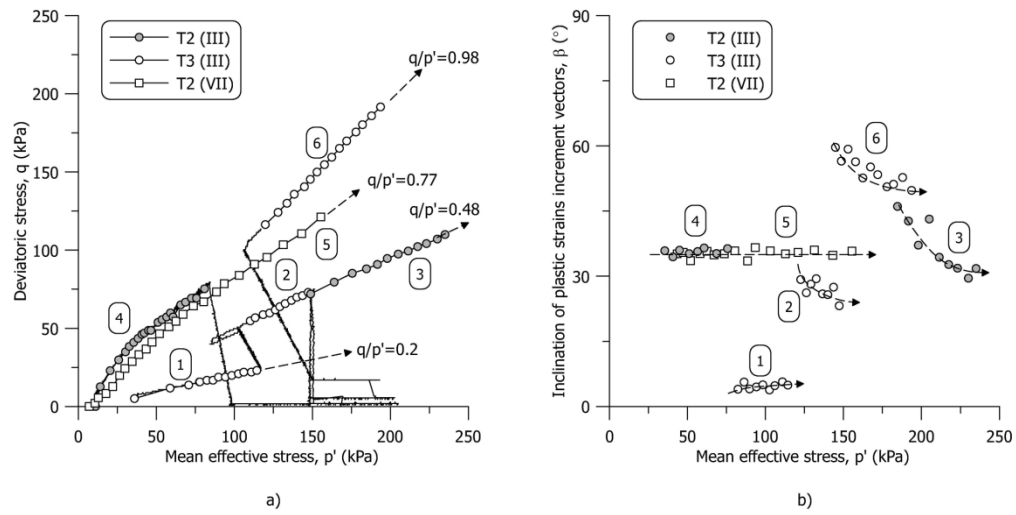 250
200
150
100
50
0
0
50
100
150
200
250
Deviatoric stress, q (kPa)
Mean effective stress, p' (kPa)
T2 (III)
T3 (III)
T2 (VII)
q/p'=0.98
q/p'=0.77
q/p'=0.48
q/p'=0.2
6
5
2
3
4
1
a)
90
60
30
0
0
50
100
150
200
250
Inclination of plastic strains increment vectors, β (°)
Mean effective stress, p' (kPa)
T2 (III)
T3 (III)
T2 (VII)
6
4
5
3
2
1
b)